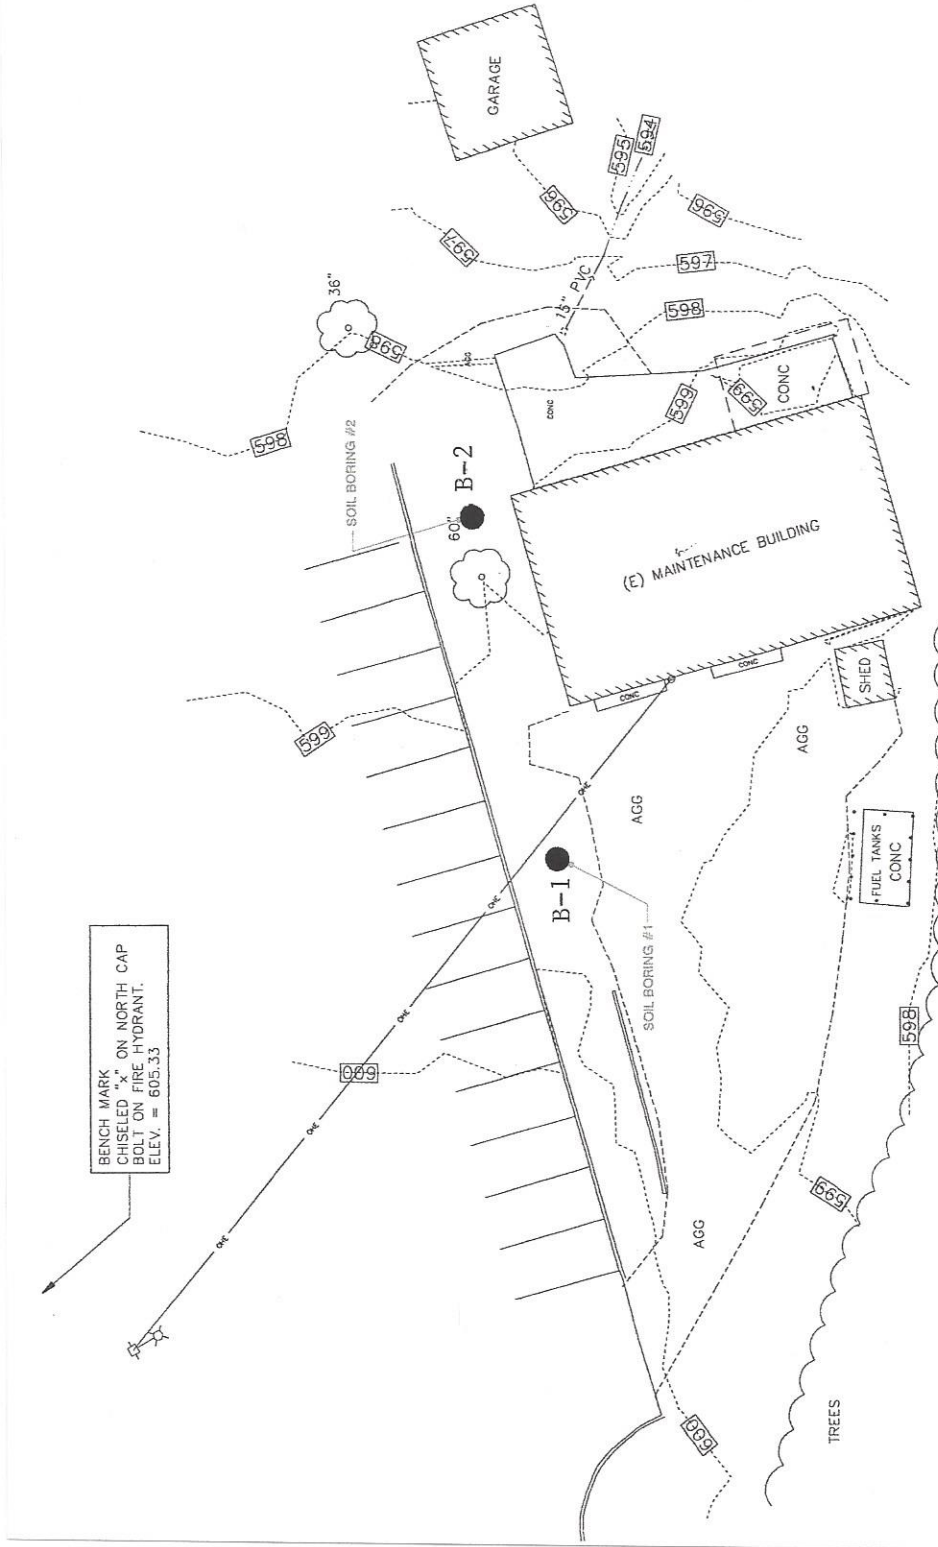 GARAGE
595
594
596
596
597
597
36"
15" PVC
598
598
598
AGG
CONC
599
599
CONC
SOIL BORING #2
B-2
60"
(E) MAINTENANCE BUILDING
599
CONC
CONC
SHED
AGG
AGG
OHE
OHE
OHE
OHE
OHE
B-1
SOIL BORING #1
FUEL TANKS
CONC
598
600
BENCH MARK
CHISELED "x" ON NORTH CAP
BOLT ON FIRE HYDRANT.
ELEV. = 605.33
599
AGG
600
TREES